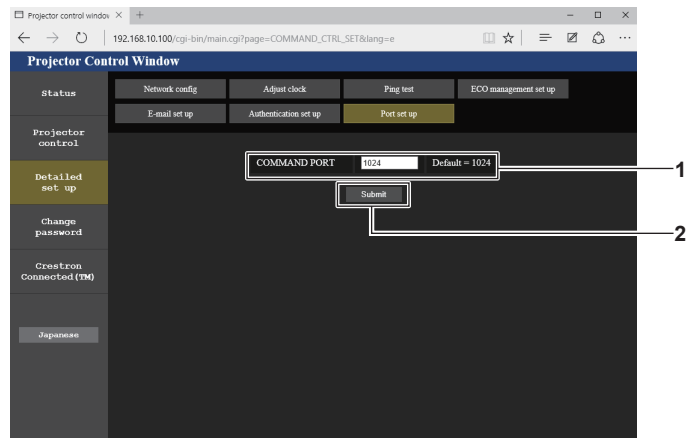 Projector control window
192.168.10.100/cgi-bin/main.cgi?page=COMMAND_CTRL_SET&lang=e
Projector Control Window
Status
Network config
Adjust clock
Ping test
ECO management set up
E-mail set up
Authentication set up
Port set up
Projector
control
COMMAND PORT 1024 Default = 1024
1
Detailed
set up
Submit
2
Change
password
Crestron
Connected(TM)
Japanese